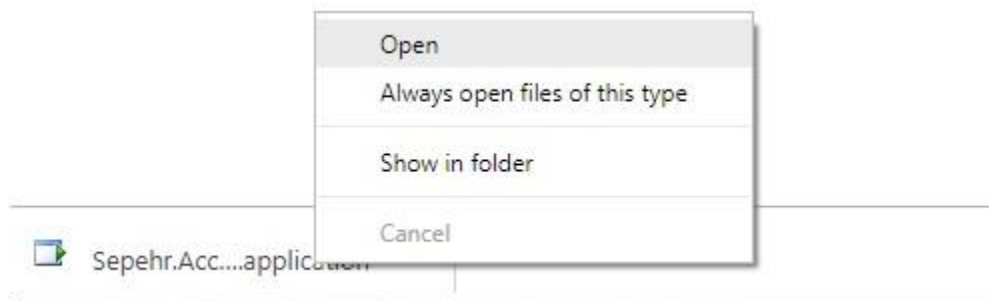 Open
Always open files of this type
Show in folder
Cancel
Sepehr.Acc....application